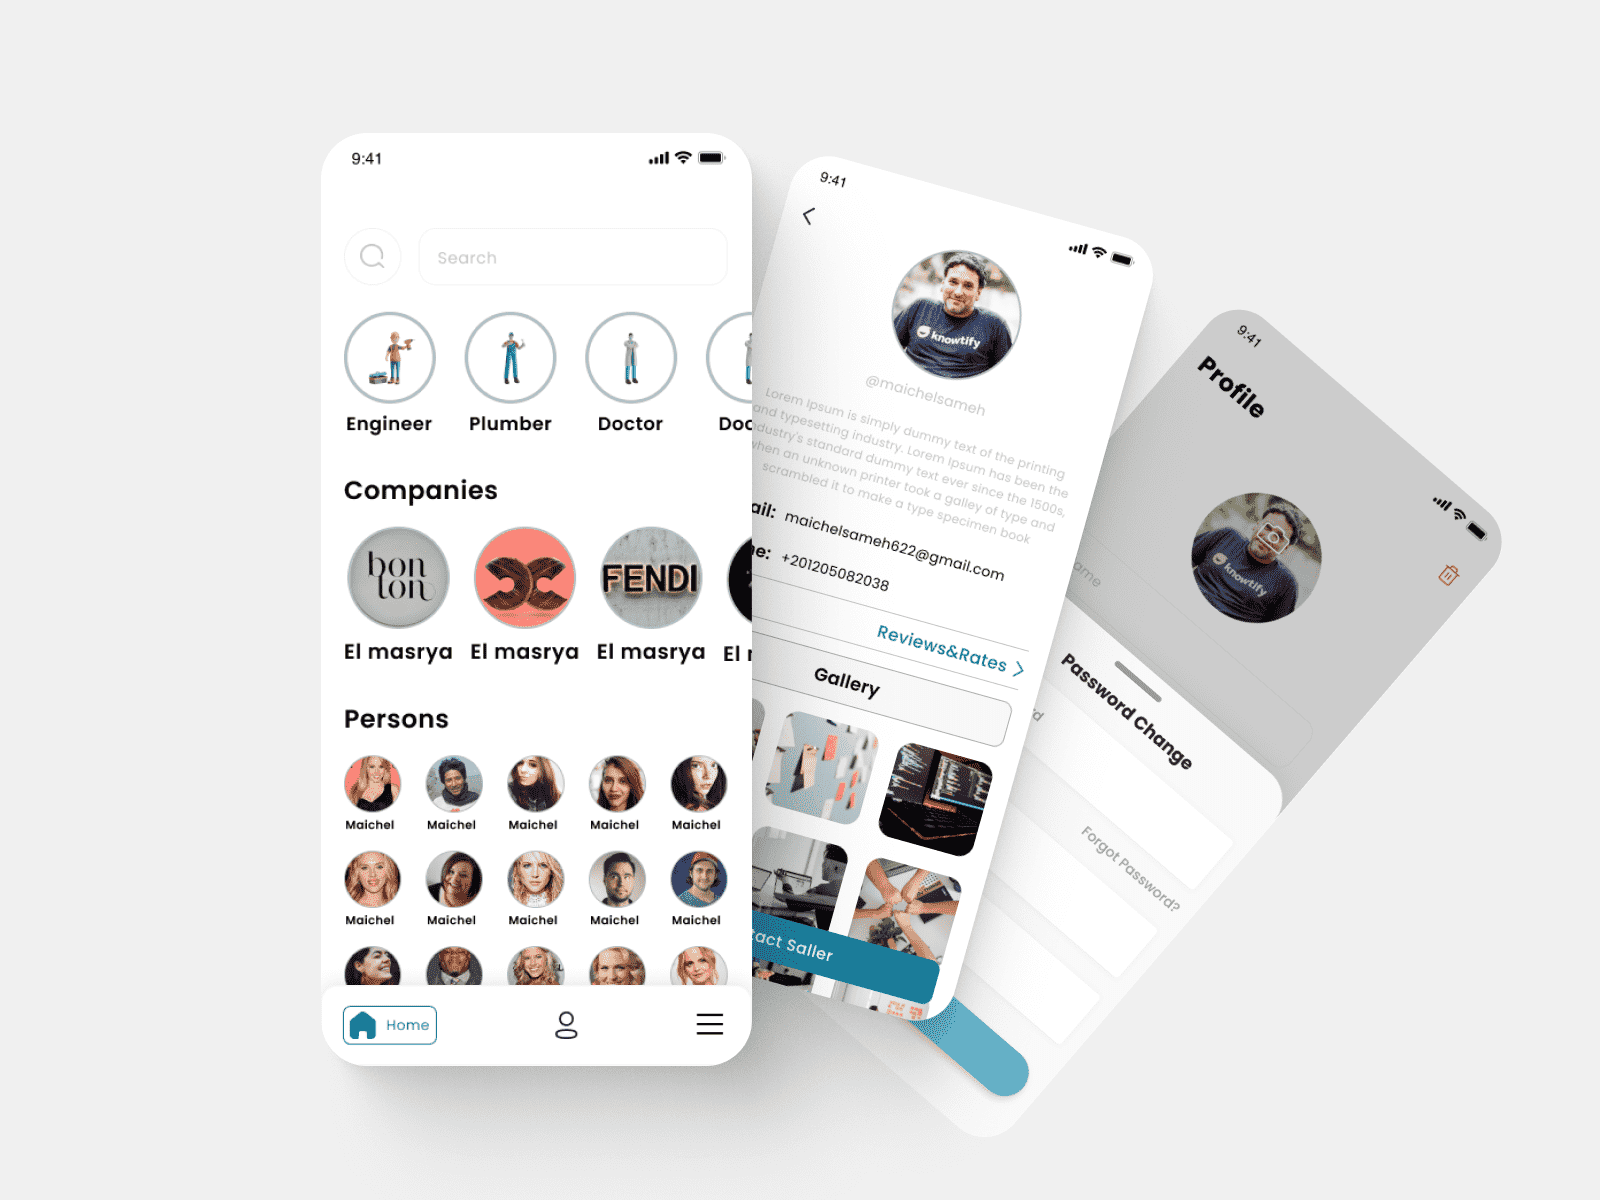 9:41
Search
Engineer
Plumber
Doctor
Doc
Companies
bon
ton
FENDI
El masrya
El masrya
El masrya
El
Persons
Maichel
Maichel
Maichel
Maichel
Maichel
Maichel
Maichel
Maichel
Maichel
Maichel
Home
9:41
knowtify
@maichelsameh
Lorem Ipsum is simply dummy text of the printing
and typesetting industry. Lorem Ipsum has been the
industry's standard dummy text ever since the 1500s,
when an unknown printer took a galley of type and
scrambled it to make a type specimen book
ail: maichelsameh622@gmail.com
ne: +201205082038
Reviews&Rates
Gallery
tact Saller
9:41
Profile
knowtify
ame
Password Change
rd
Forgot Password?